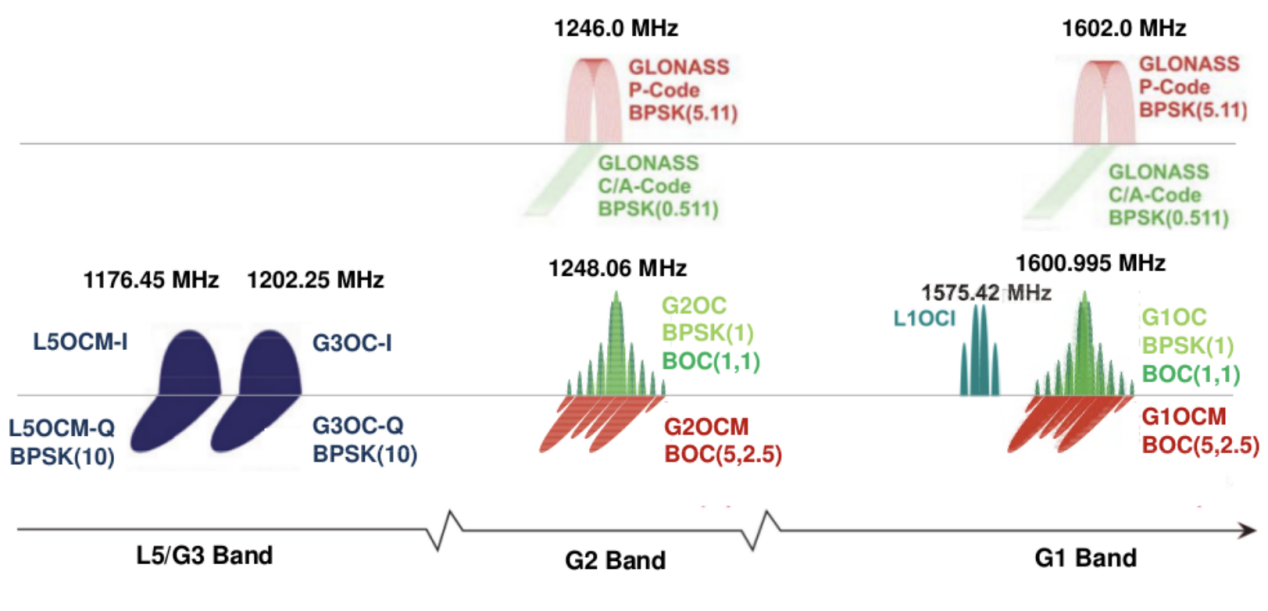 1246.0 MHz
1602.0 MHz
GLONASS
P-Code
BPSK(5.11)
GLONASS
P-Code
BPSK(5.11)
GLONASS
C/A-Code
BPSK(0.511)
GLONASS
C/A-Code
BPSK(0.511)
1176.45 MHz
1202.25 MHz
1248.06 MHz
1600.995 MHz
1575.42 MHz
L5OCM-I
G3OC-I
G2OC
BPSK(1)
BOC(1,1)
L1OCI
G1OC
BPSK(1)
BOC(1,1)
L5OCM-Q
BPSK(10)
G3OC-Q
BPSK(10)
G2OCM
BOC(5,2.5)
G1OCM
BOC(5,2.5)
L5/G3 Band
G2 Band
G1 Band